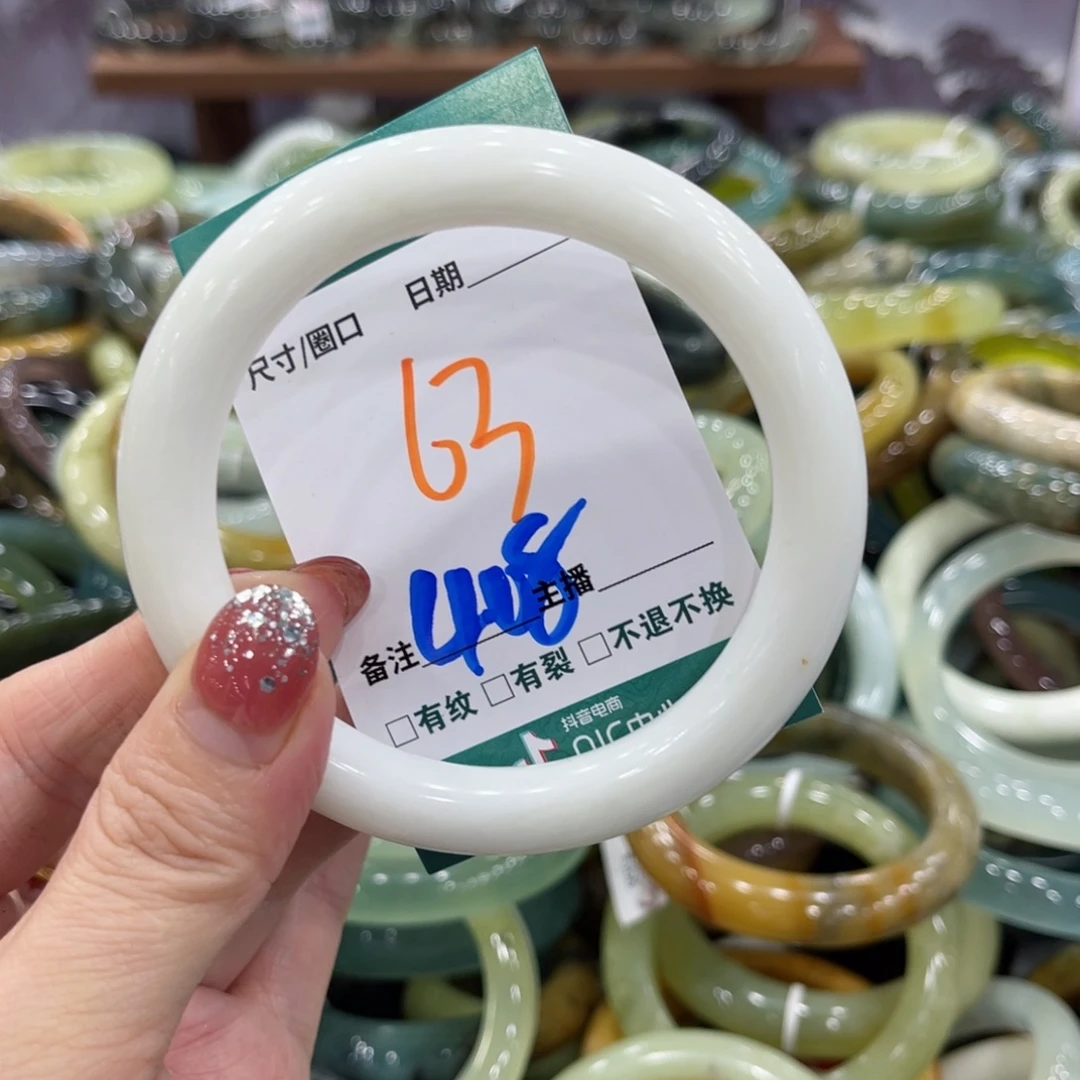 日期
尺寸/圈口
63
408
主播
备注
□有纹 □有裂 □不退不换
抖音电商